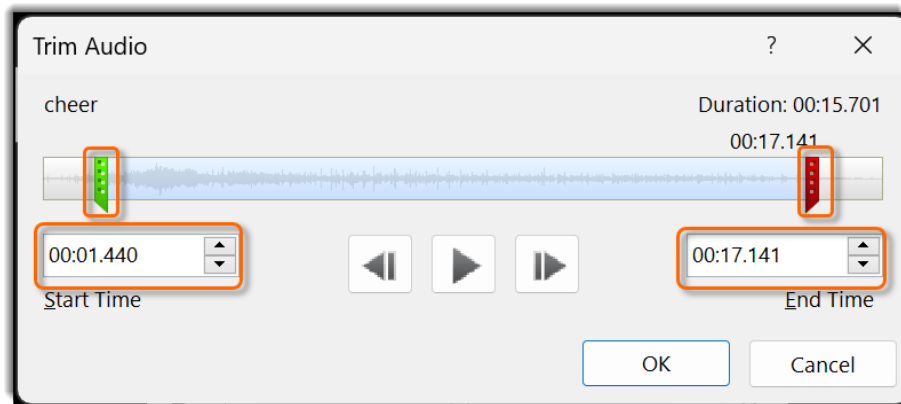 Trim Audio ?
cheer Duration: 00:15.701
00:17.141
00:01.440 00:17.141
Start Time End Time
OK Cancel